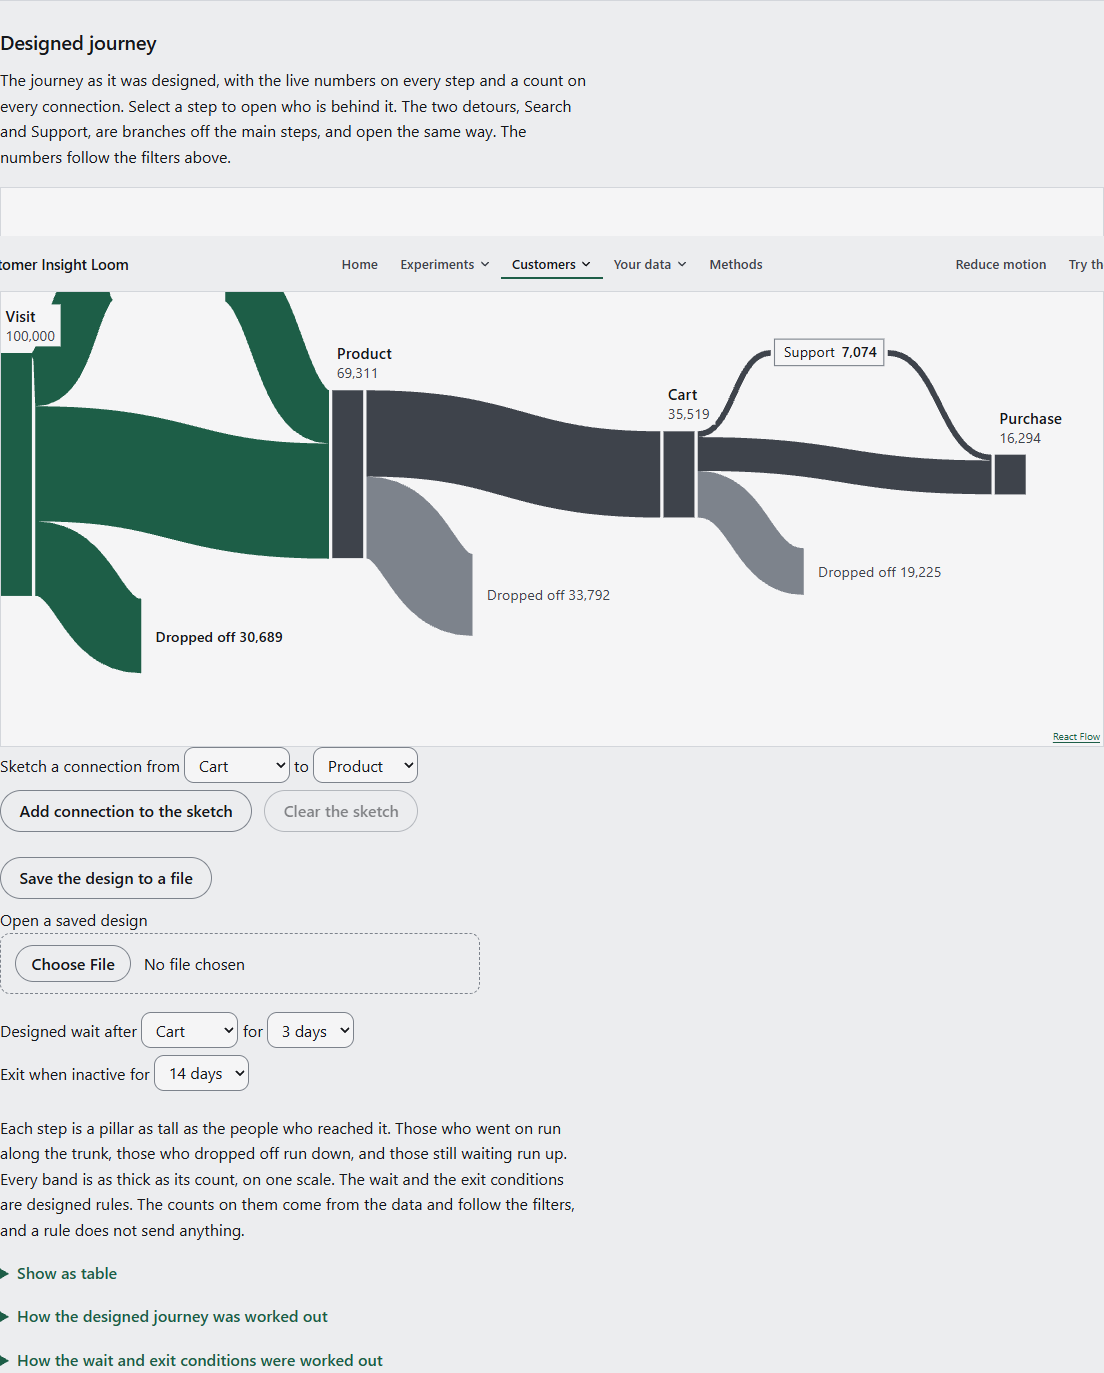 Designed journey
The journey as it was designed, with the live numbers on every step and a count on
every connection. Select a step to open who is behind it. The two detours, Search
and Support, are branches off the main steps, and open the same way. The
numbers follow the filters above.
tomer Insight Loom
Home
Experiments
Customers
Your data
Methods
Reduce motion
Try th
Visit
100,000
Product
69,311
Cart
35,519
Support 7,074
Purchase
16,294
Dropped off 19,225
Dropped off 33,792
Dropped off 30,689
React Flow
Sketch a connection from Cart to Product
Add connection to the sketch
Clear the sketch
Save the design to a file
Open a saved design
Choose File No file chosen
Designed wait after Cart for 3 days
Exit when inactive for 14 days
Each step is a pillar as tall as the people who reached it. Those who went on run
along the trunk, those who dropped off run down, and those still waiting run up.
Every band is as thick as its count, on one scale. The wait and the exit conditions
are designed rules. The counts on them come from the data and follow the filters,
and a rule does not send anything.
Show as table
How the designed journey was worked out
How the wait and exit conditions were worked out